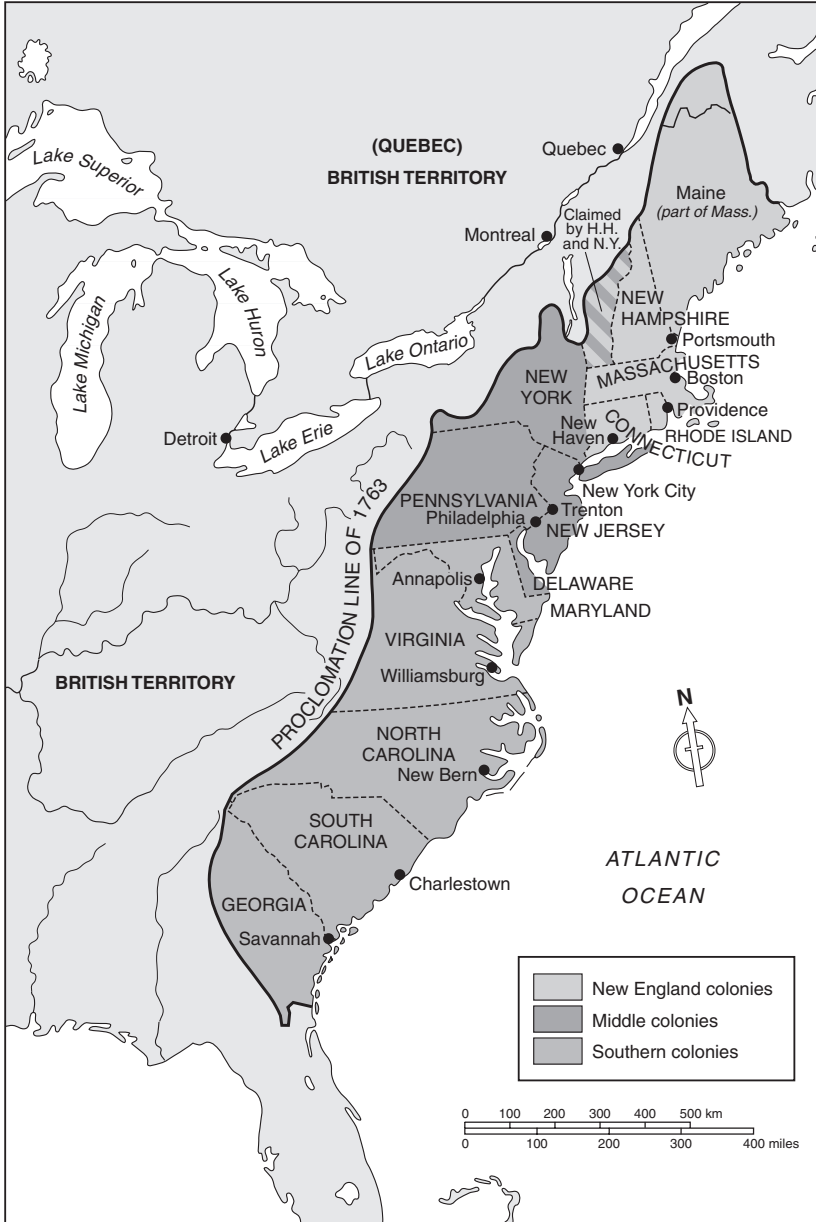 Lake Superior
(QUEBEC)
BRITISH TERRITORY
Quebec
Maine
(part of Mass.)
Claimed
by H.H.
and N.Y.
Montreal
Lake Michigan
Lake Huron
Lake Ontario
NEW
HAMPSHIRE
Portsmouth
MASSACHUSETTS
Boston
NEW
YORK
Providence
Detroit
Lake Erie
New
Haven
CONNECTICUT
RHODE ISLAND
New York City
PENNSYLVANIA
Trenton
Philadelphia
NEW JERSEY
PROCLOMATION LINE OF 1763
Annapolis
DELAWARE
MARYLAND
VIRGINIA
Williamsburg
BRITISH TERRITORY
N
NORTH
CAROLINA
New Bern
SOUTH
CAROLINA
ATLANTIC
OCEAN
Charlestown
GEORGIA
Savannah
New England colonies
Middle colonies
Southern colonies
0 100 200 300 400 500 km
0 100 200 300 400 miles